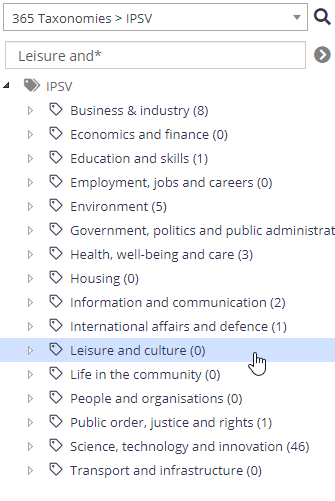 365 Taxonomies > IPSV
Leisure and*
IPSV
Business & industry (8)
Economics and finance (0)
Education and skills (1)
Employment, jobs and careers (0)
Environment (5)
Government, politics and public administrat
Health, well-being and care (3)
Housing (0)
Information and communication (2)
International affairs and defence (1)
Leisure and culture (0)
Life in the community (0)
People and organisations (0)
Public order, justice and rights (1)
Science, technology and innovation (46)
Transport and infrastructure (0)